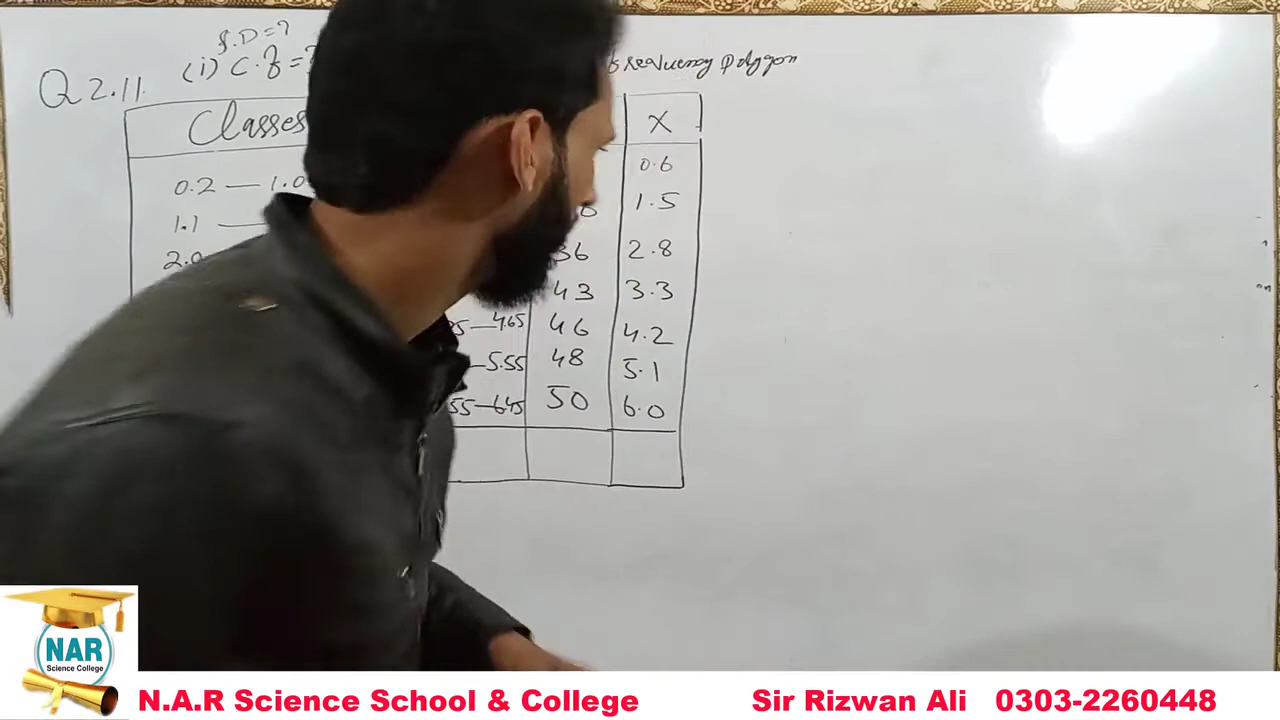 f.D=?
Q 2.11. (i) C.f=? Polygon
Classes X
0.2 — 1.0 0.6
1.1 — 1.5
2.0 36 2.8
43 3.3
—4.65 46 4.2
—5.55 48 5.1
55—6.45 50 6.0
NAR
Science College
N.A.R Science School & College Sir Rizwan Ali 0303-2260448